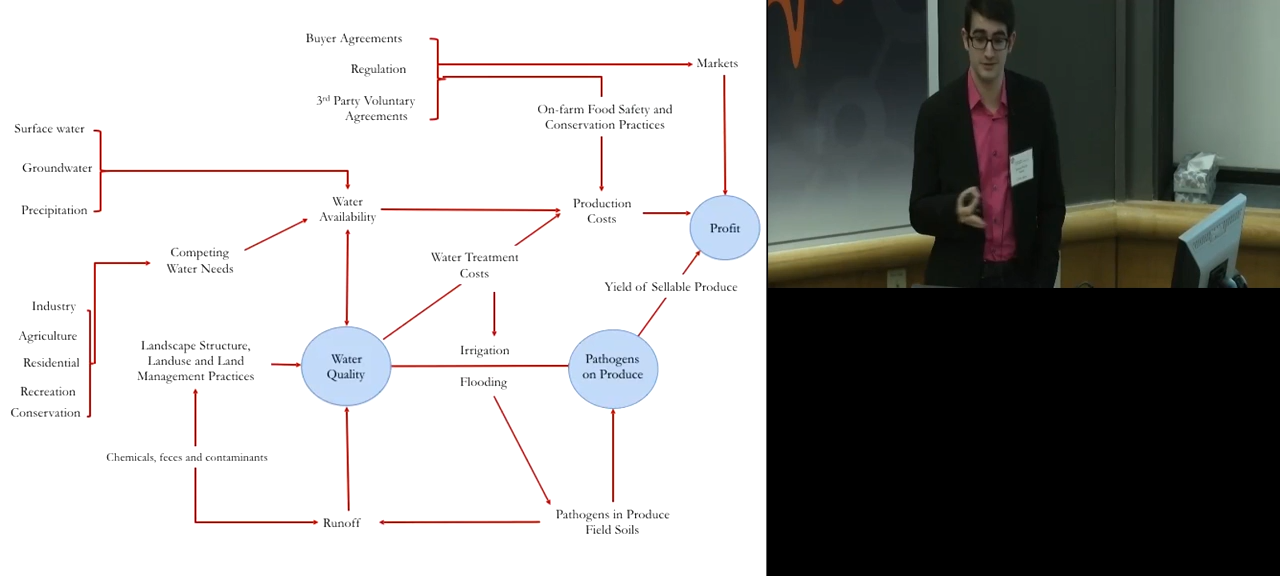 Buyer Agreements
Regulation
3rd Party Voluntary
Agreements
Markets
On-farm Food Safety and
Conservation Practices
Surface water
Groundwater
Precipitation
Water
Availability
Production
Costs
Profit
Competing
Water Needs
Water Treatment
Costs
Yield of Sellable Produce
Industry
Agriculture
Residential
Recreation
Conservation
Landscape Structure,
Landuse and Land
Management Practices
Water
Quality
Irrigation
Flooding
Pathogens
on Produce
Chemicals, feces and contaminants
Runoff
Pathogens in Produce
Field Soils